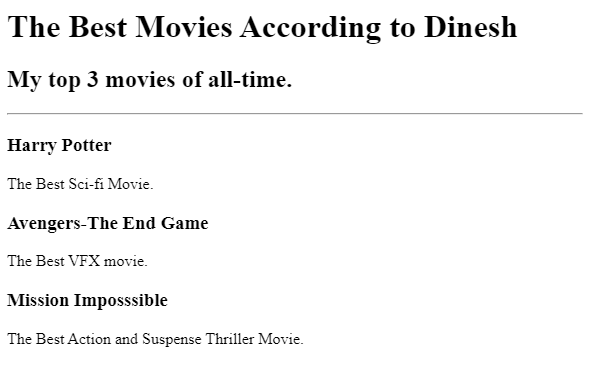 The Best Movies According to Dinesh
My top 3 movies of all-time.
Harry Potter
The Best Sci-fi Movie.
Avengers-The End Game
The Best VFX movie.
Mission Imposssible
The Best Action and Suspense Thriller Movie.